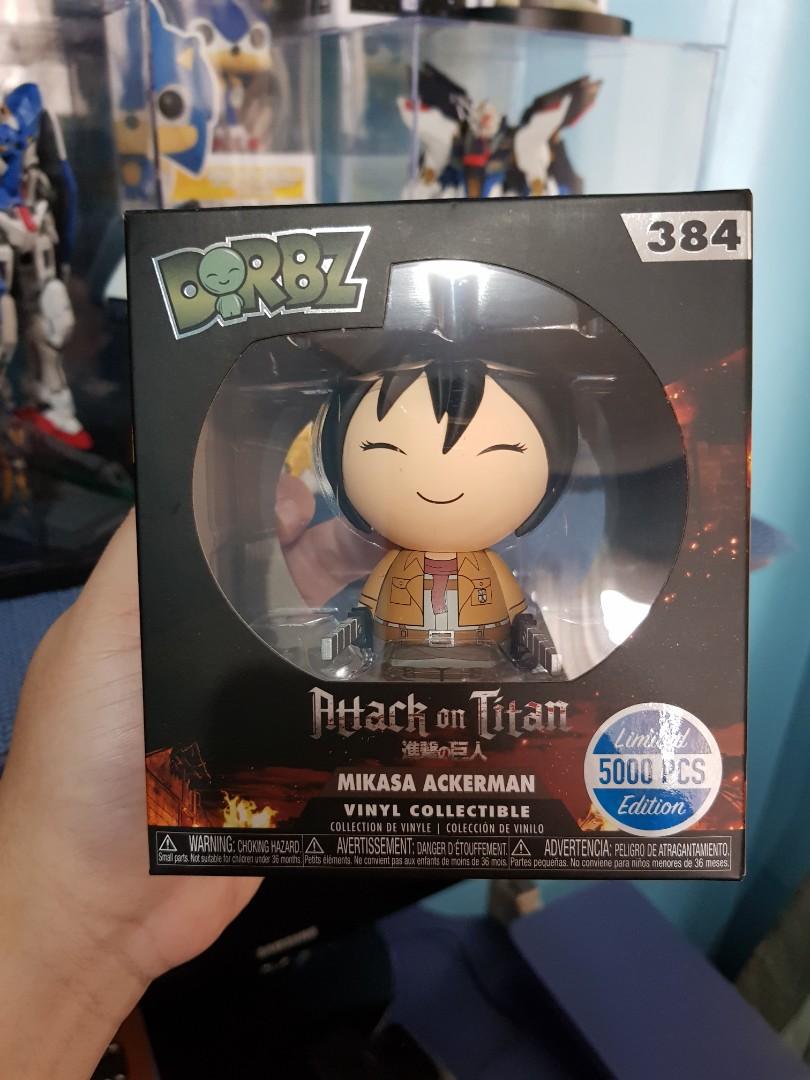 DORBZ
384
Attack on Titan
進撃の巨人
MIKASA ACKERMAN
VINYL COLLECTIBLE
COLLECTION DE VINYLE | COLECCIÓN DE VINILO
Limited
5000 PCS
Edition
WARNING: CHOKING HAZARD.
Small parts. Not suitable for children under 36 months.
AVERTISSEMENT: DANGER D'ÉTOUFFEMENT.
Petits éléments. Ne convient pas aux enfants de moins de 36 mois.
ADVERTENCIA: PELIGRO DE ATRAGANTAMIENTO.
Partes pequeñas. No conviene para niños menores de 36 meses.